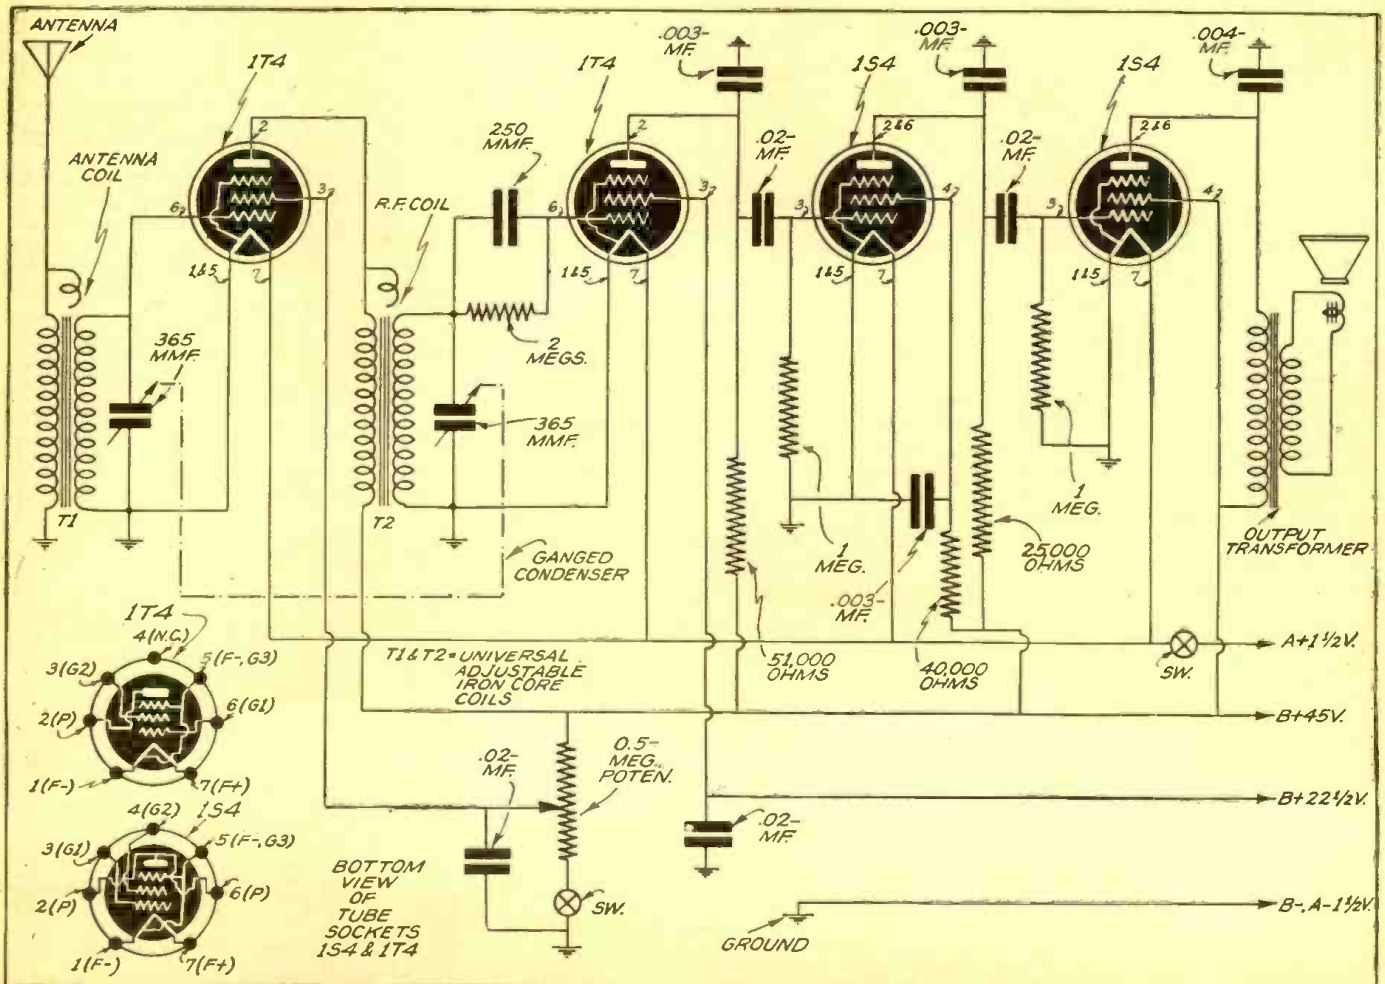 ANTENNA
1T4
1T4
.003-
MF.
1S4
.003-
MF.
1S4
.004-
MF.
2
250
MMF.
2
2&6
.02-
MF.
2&6
.02-
MF.
ANTENNA
COIL
R.F. COIL
6
3
6
3
3
4
3
4
1&5
7
1&5
7
1&5
7
1&5
7
365
MMF.
2
MEGS.
365
MMF.
T1
T2
GANGED
CONDENSER
1
MEG.
.003-
MF.
25,000
OHMS
1
MEG.
OUTPUT
TRANSFORMER
1T4
4(N.C.)
3(G2)
5(F-,G3)
2(P)
6(G1)
1(F-)
7(F+)
T1 & T2 = UNIVERSAL
ADJUSTABLE
IRON CORE
COILS
51,000
OHMS
40,000
OHMS
SW.
A+1 1/2V.
B+45V.
.02-
MF.
0.5-
MEG.
POTEN.
B+22 1/2V.
.02-
MF.
4(G2)
1S4
3(G1)
5(F-,G3)
2(P)
6(P)
1(F-)
7(F+)
BOTTOM
VIEW
OF
TUBE
SOCKETS
1S4 & 1T4
SW.
GROUND
B-, A-1 1/2V.